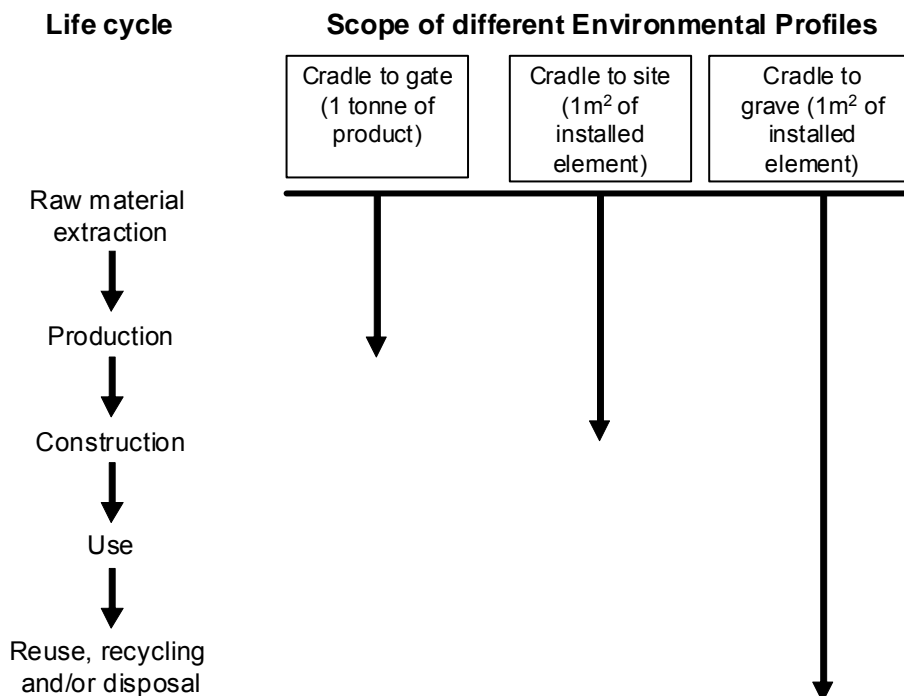 Life cycle
Scope of different Environmental Profiles
Cradle to gate
(1 tonne of
product)
Cradle to site
(1m² of
installed
element)
Cradle to
grave (1m² of
installed
element)
Raw material
extraction
Production
Construction
Use
Reuse, recycling
and/or disposal